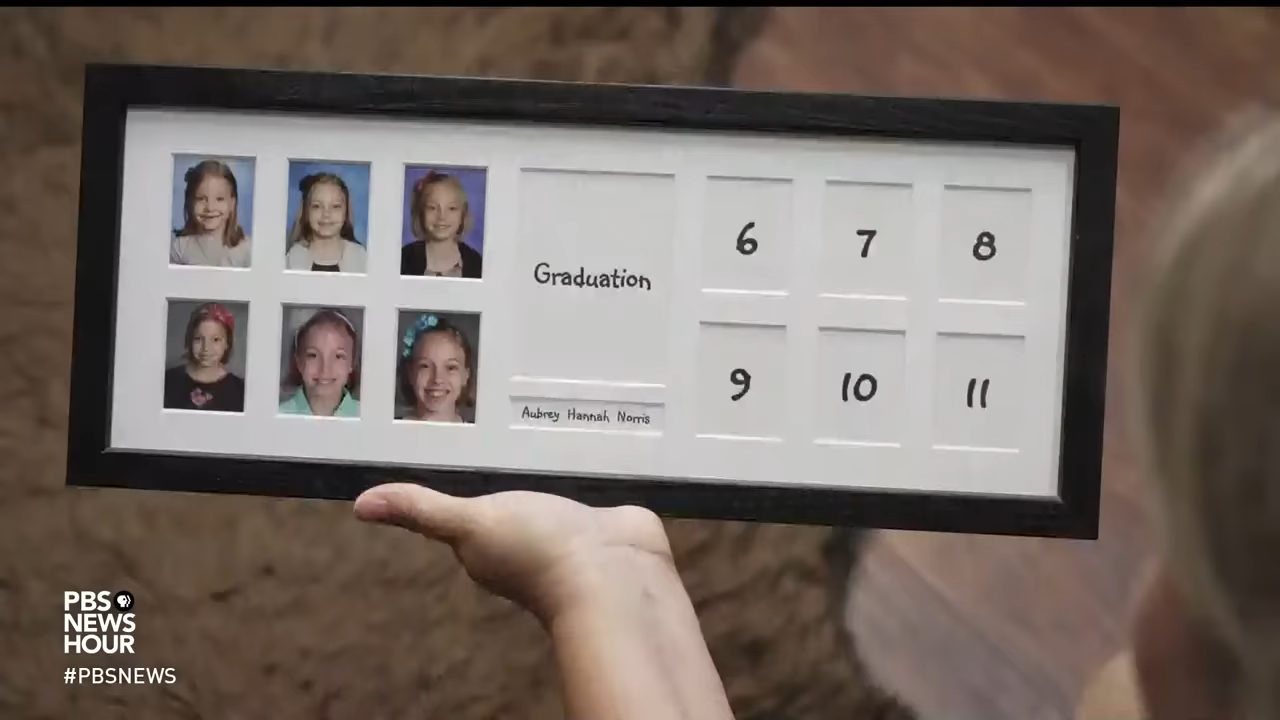 Graduation
Aubrey Hannah Norris
6 7 8
9 10 11
PBS
NEWS
HOUR
#PBSNEWS